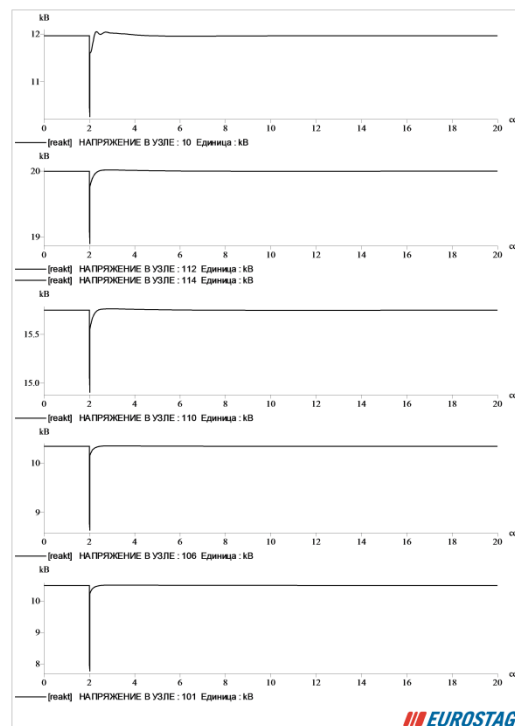 kB
12
11
0 2 4 6 8 10 12 14 16 18 20
[reakt] НАПРЯЖЕНИЕ В УЗЛЕ : 10 Единица : kB
kB
20
19
0 2 4 6 8 10 12 14 16 18 20
[reakt] НАПРЯЖЕНИЕ В УЗЛЕ : 112 Единица : kB
[reakt] НАПРЯЖЕНИЕ В УЗЛЕ : 114 Единица : kB
kB
15.5
15.0
0 2 4 6 8 10 12 14 16 18 20
[reakt] НАПРЯЖЕНИЕ В УЗЛЕ : 110 Единица : kB
kB
10
9
0 2 4 6 8 10 12 14 16 18 20
[reakt] НАПРЯЖЕНИЕ В УЗЛЕ : 106 Единица : kB
kB
10
9
8
0 2 4 6 8 10 12 14 16 18 20
[reakt] НАПРЯЖЕНИЕ В УЗЛЕ : 101 Единица : kB
EUROSTAG